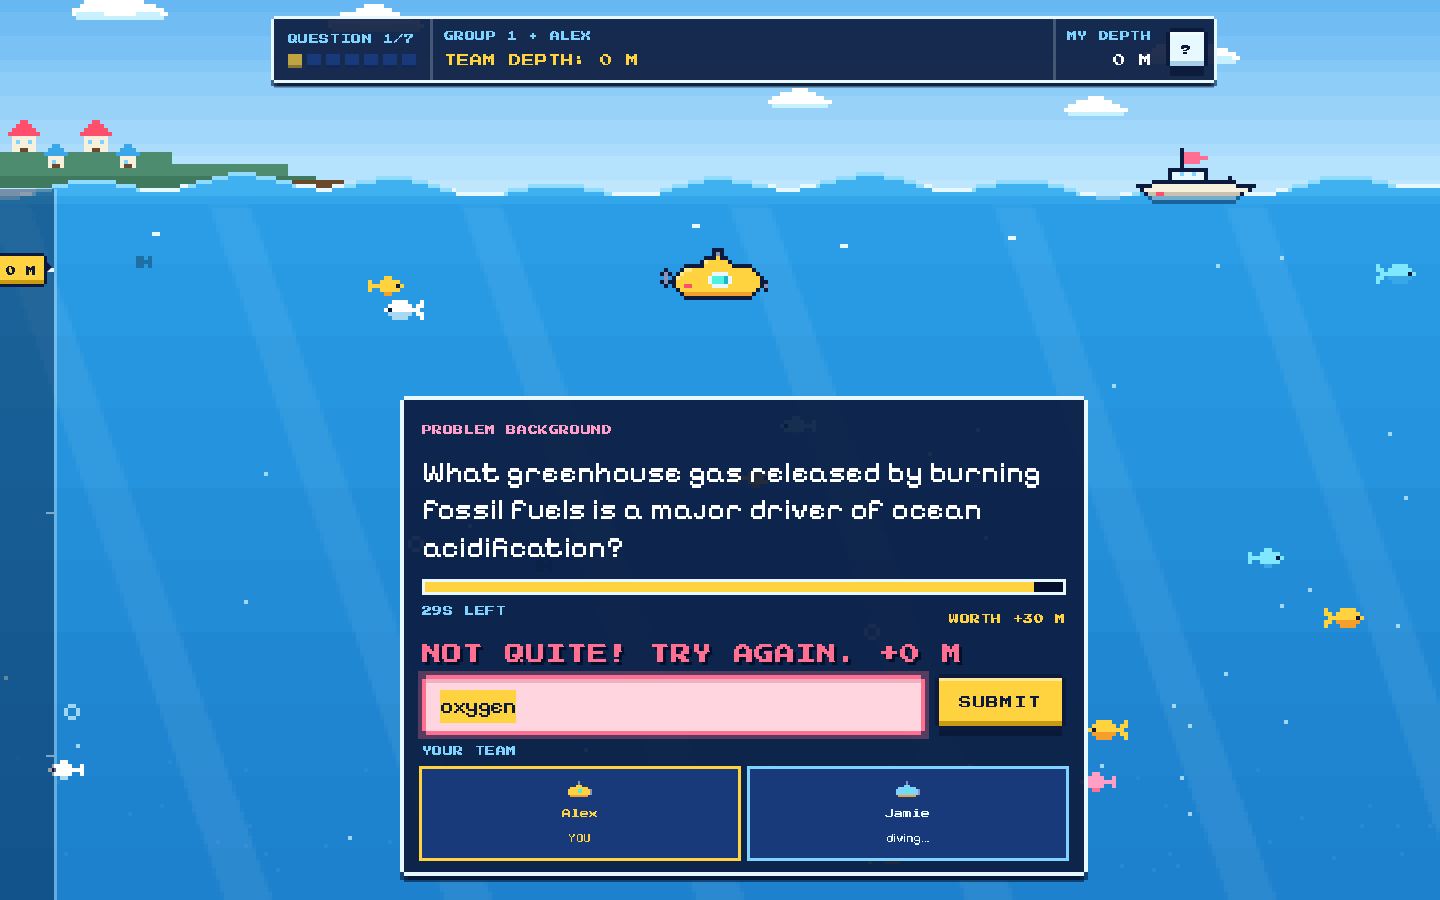 QUESTION 1/7
GROUP 1 + ALEX
TEAM DEPTH: 0 M
MY DEPTH
0 M
?
0 M
PROBLEM BACKGROUND
What greenhouse gas released by burning
fossil fuels is a major driver of ocean
acidification?
29S LEFT
WORTH +30 M
NOT QUITE! TRY AGAIN. +0 M
oxygen
SUBMIT
YOUR TEAM
Alex
YOU
Jamie
diving...